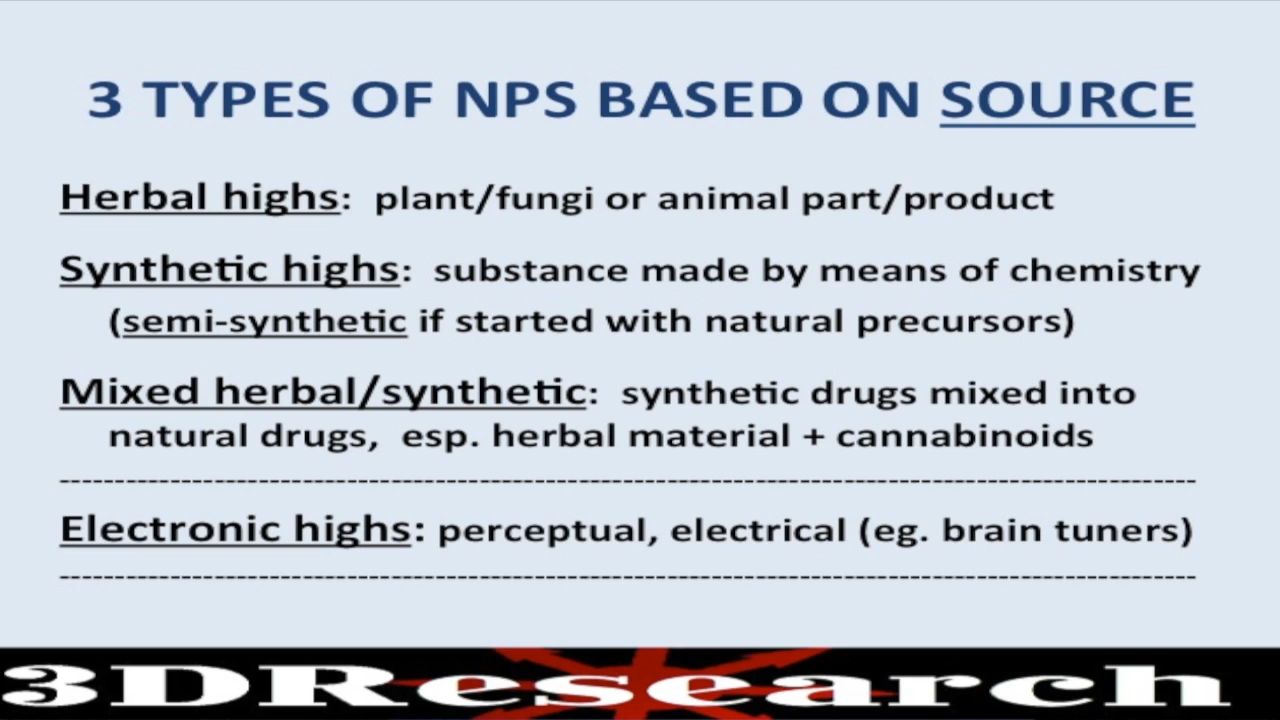 3 TYPES OF NPS BASED ON SOURCE
Herbal highs: plant/fungi or animal part/product
Synthetic highs: substance made by means of chemistry
(semi-synthetic if started with natural precursors)
Mixed herbal/synthetic: synthetic drugs mixed into
natural drugs, esp. herbal material + cannabinoids
--------------------------------------------------------------------------------------------------------
Electronic highs: perceptual, electrical (eg. brain tuners)
--------------------------------------------------------------------------------------------------------
3DResearch